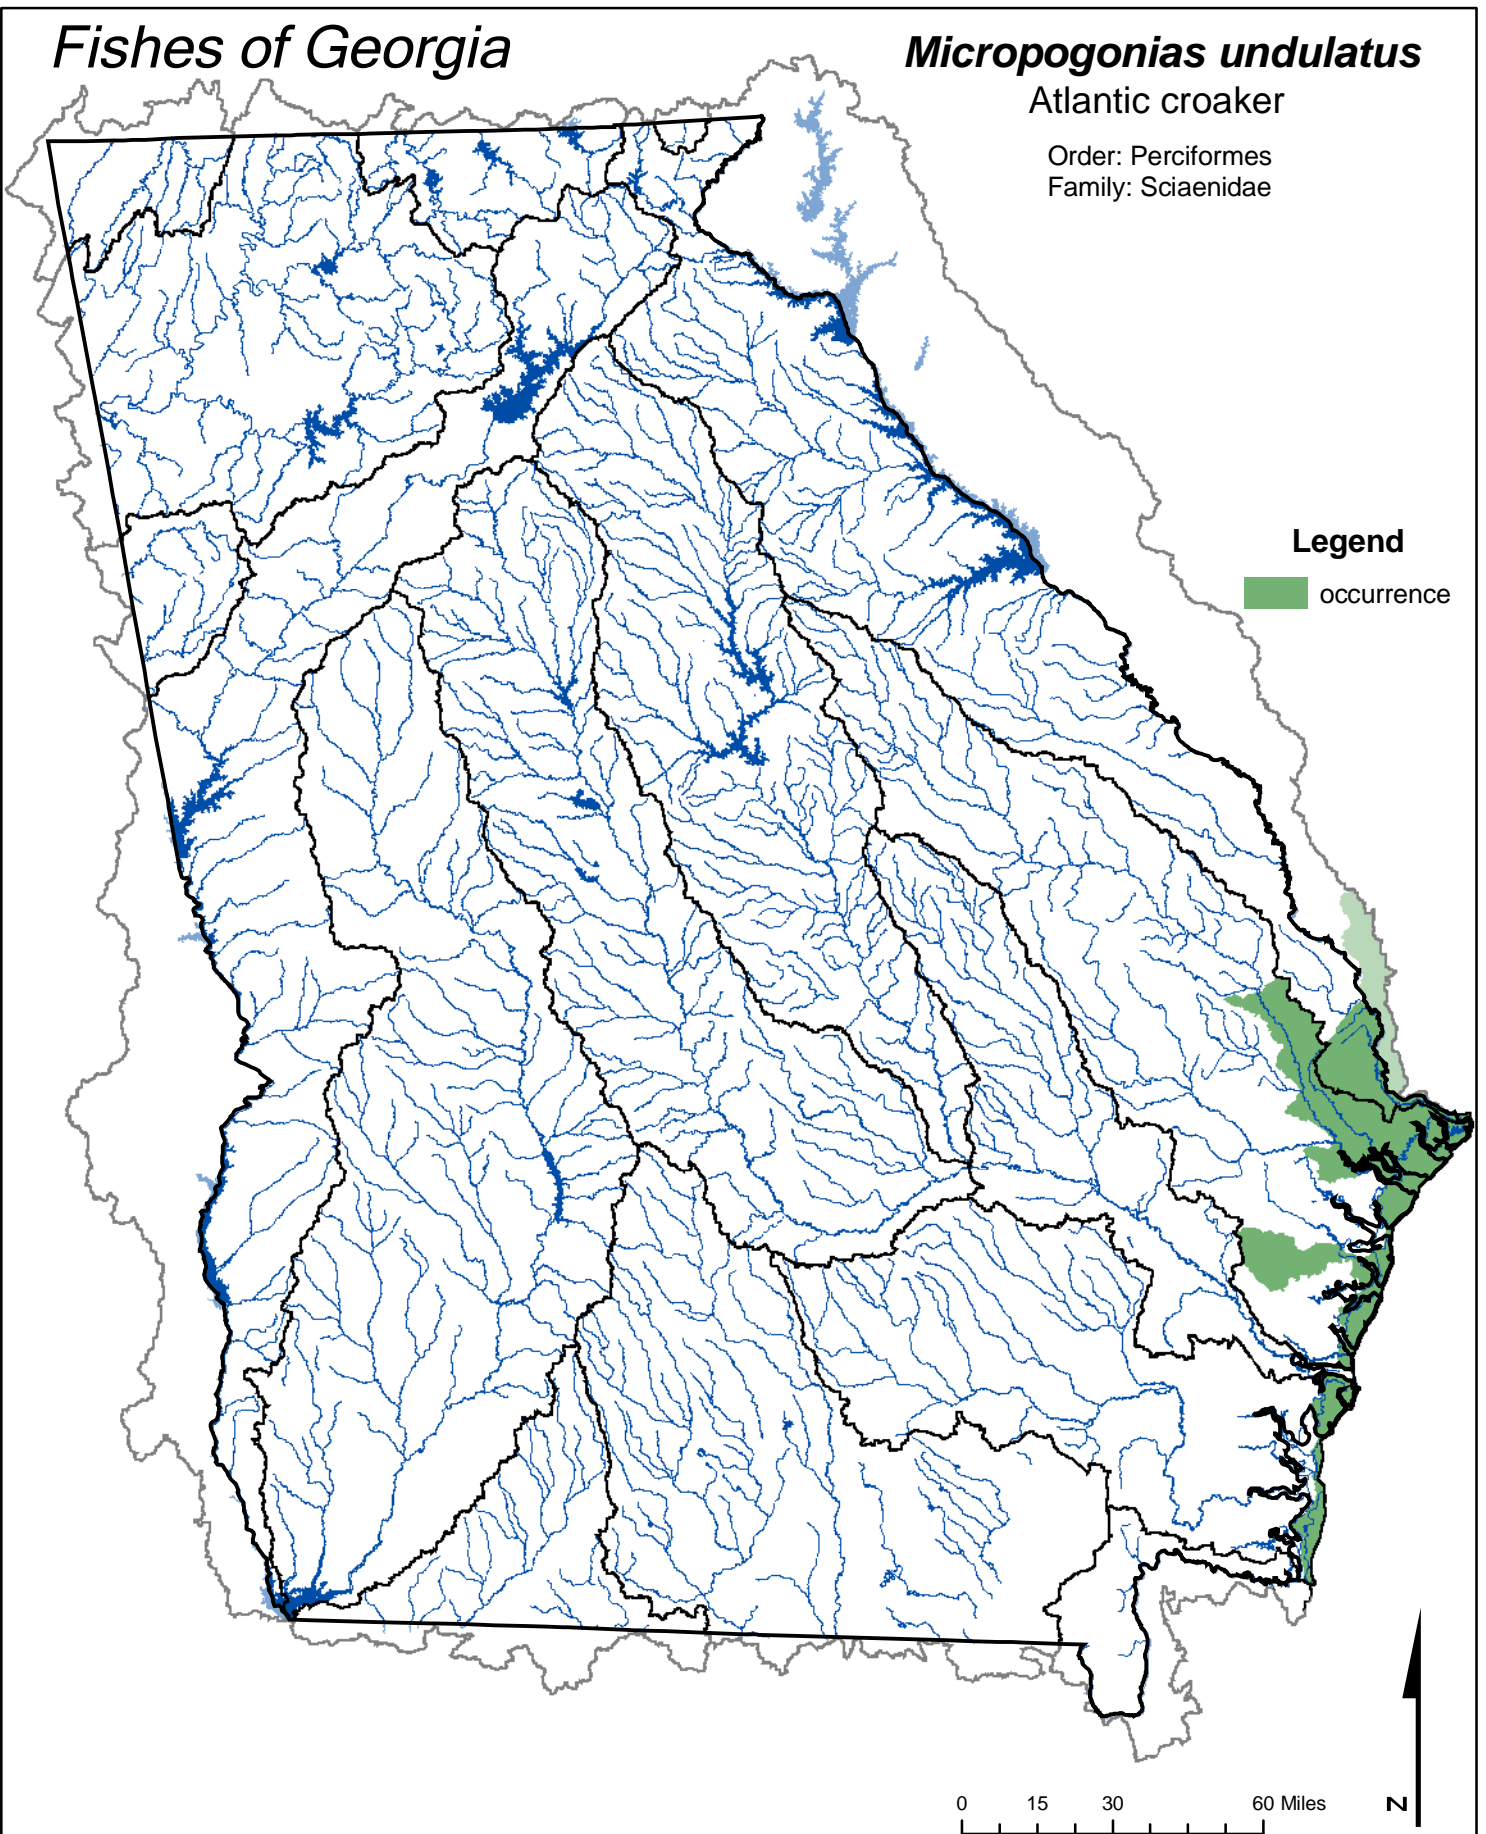 Fishes of Georgia
Micropogonias undulatus
Atlantic croaker
Order: Perciformes
Family: Sciaenidae
Legend
occurrence
0 15 30 60 Miles
N